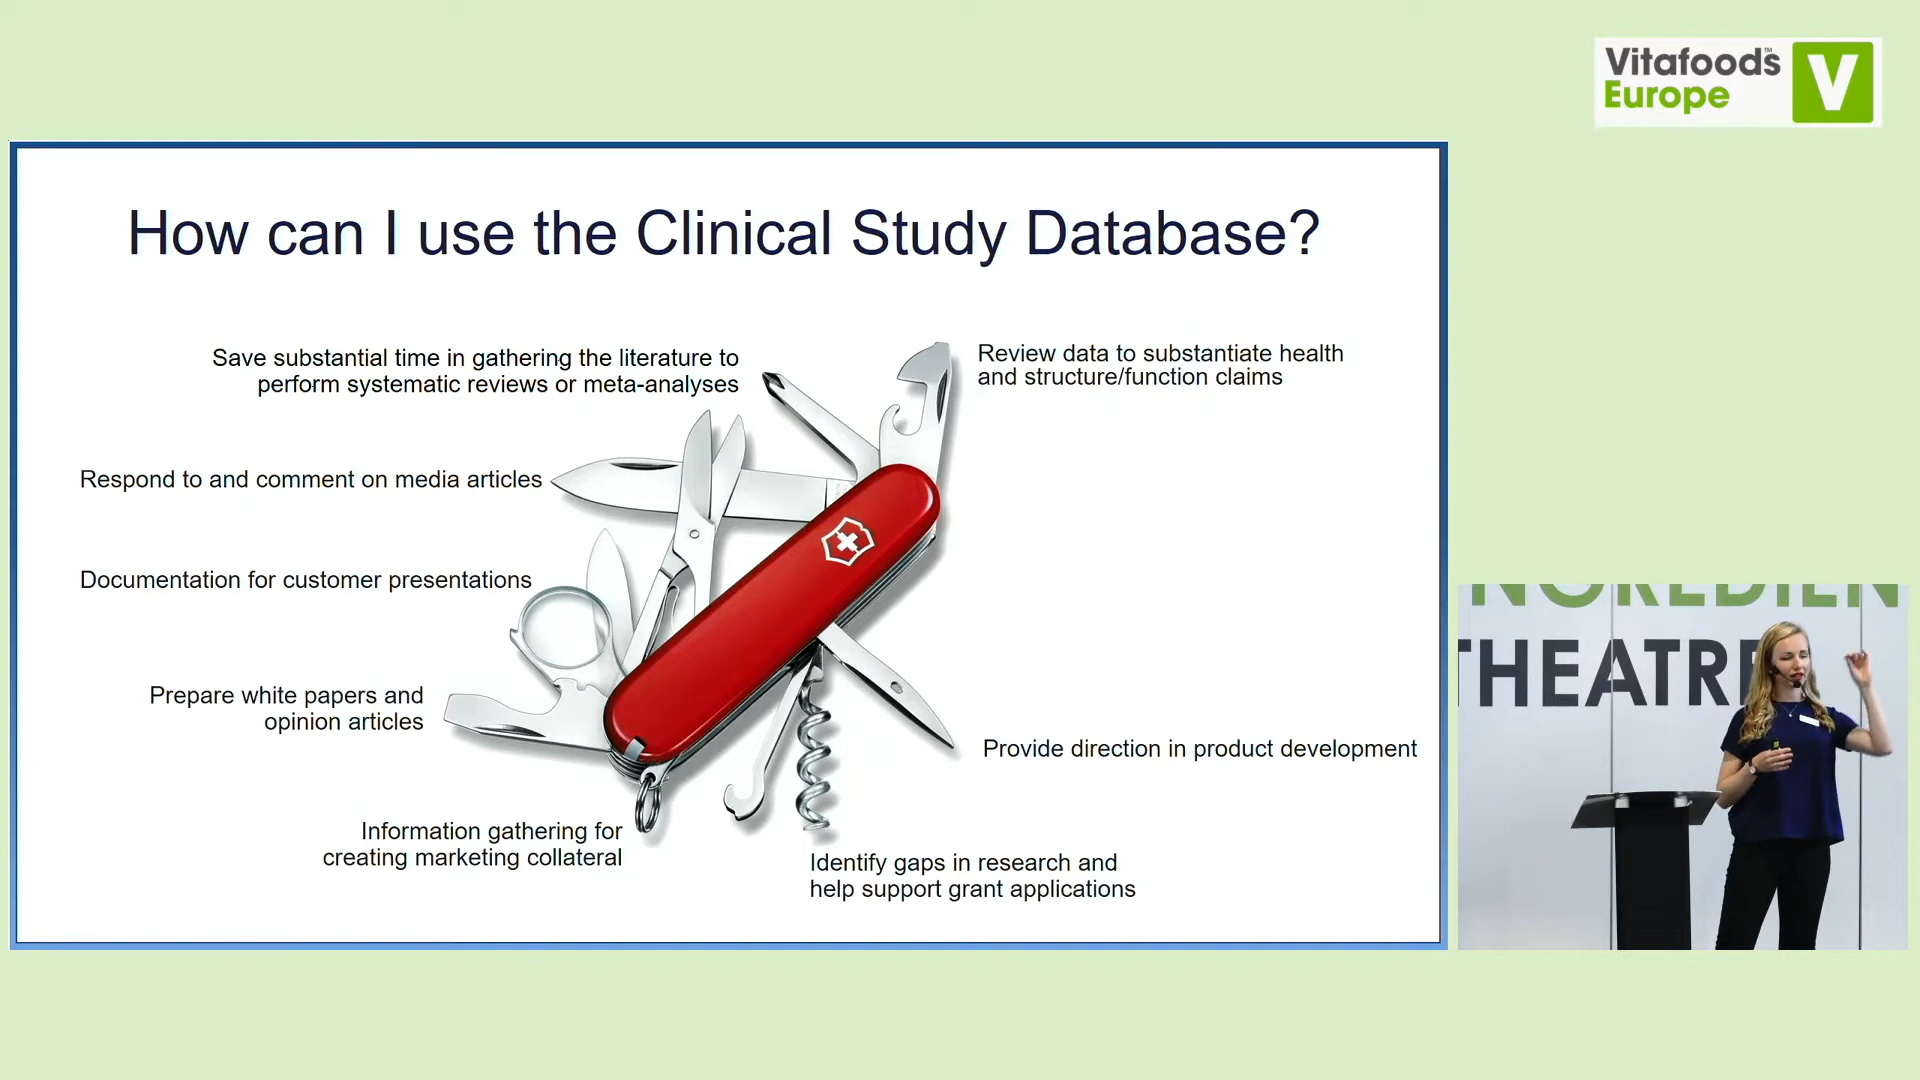 Vitafoods™
Europe
V
How can I use the Clinical Study Database?
Save substantial time in gathering the literature to
perform systematic reviews or meta-analyses
Review data to substantiate health
and structure/function claims
Respond to and comment on media articles
Documentation for customer presentations
Prepare white papers and
opinion articles
Provide direction in product development
Information gathering for
creating marketing collateral
Identify gaps in research and
help support grant applications
THEATRE